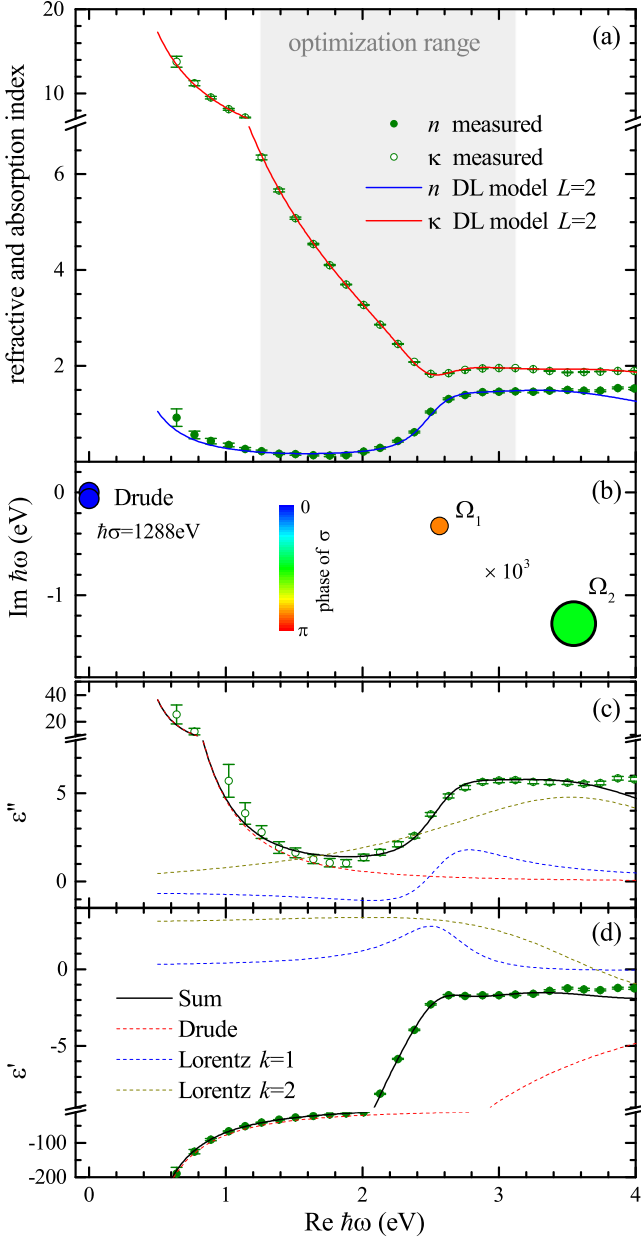 20
10
6
4
2
refractive and absorption index
optimization range
(a)
n measured
κ measured
n DL model L=2
κ DL model L=2
0
-1
Im ℏω (eV)
(b)
Drude
ℏσ=1288eV
0
π
phase of σ
Ω₁
× 10³
Ω₂
40
20
5
0
ε''
(c)
0
-5
-100
-200
ε'
(d)
Sum
Drude
Lorentz k=1
Lorentz k=2
0 1 2 3 4
Re ℏω (eV)